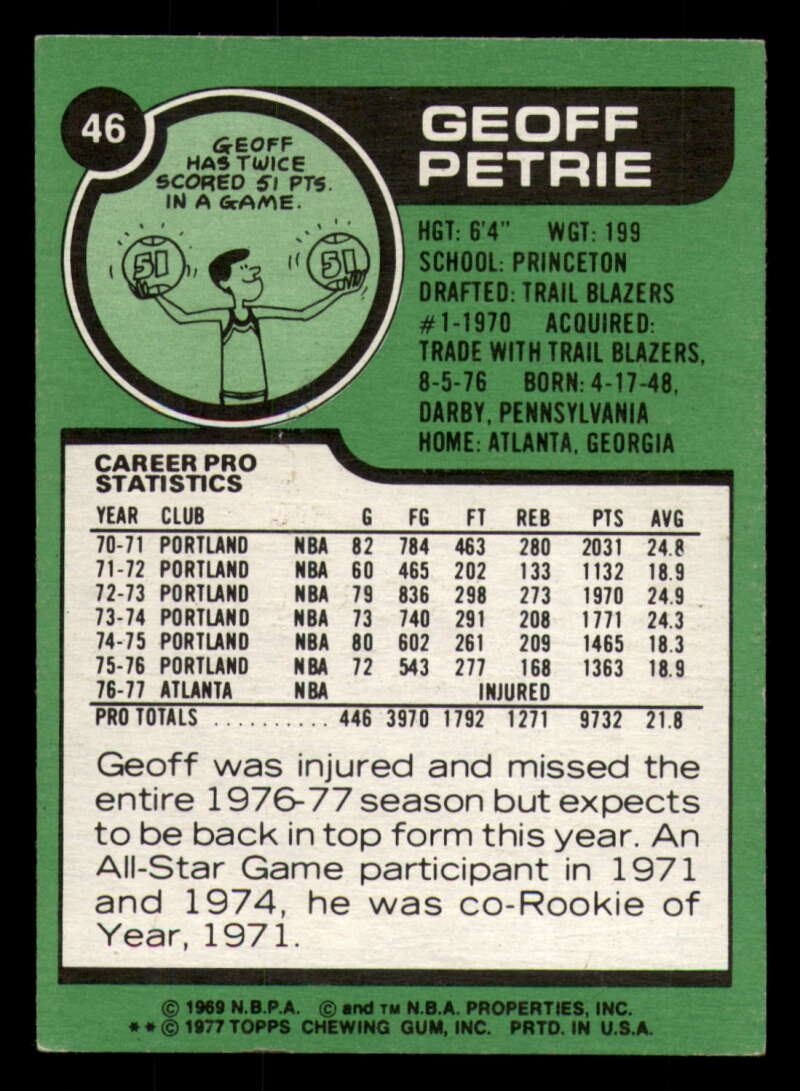 46
GEOFF
PETRIE
GEOFF
HAS TWICE
SCORED 51 PTS.
IN A GAME.
51 51
HGT: 6'4" WGT: 199
SCHOOL: PRINCETON
DRAFTED: TRAIL BLAZERS
#1-1970 ACQUIRED:
TRADE WITH TRAIL BLAZERS,
8-5-76 BORN: 4-17-48,
DARBY, PENNSYLVANIA
HOME: ATLANTA, GEORGIA
CAREER PRO
STATISTICS
YEAR CLUB G FG FT REB PTS AVG
70-71 PORTLAND NBA 82 784 463 280 2031 24.8
71-72 PORTLAND NBA 60 465 202 133 1132 18.9
72-73 PORTLAND NBA 79 836 298 273 1970 24.9
73-74 PORTLAND NBA 73 740 291 208 1771 24.3
74-75 PORTLAND NBA 80 602 261 209 1465 18.3
75-76 PORTLAND NBA 72 543 277 168 1363 18.9
76-77 ATLANTA NBA INJURED
PRO TOTALS .......... 446 3970 1792 1271 9732 21.8
Geoff was injured and missed the
entire 1976-77 season but expects
to be back in top form this year. An
All-Star Game participant in 1971
and 1974, he was co-Rookie of
Year, 1971.
© 1969 N.B.P.A. © and TM N.B.A. PROPERTIES, INC.
**© 1977 TOPPS CHEWING GUM, INC. PRTD. IN U.S.A.